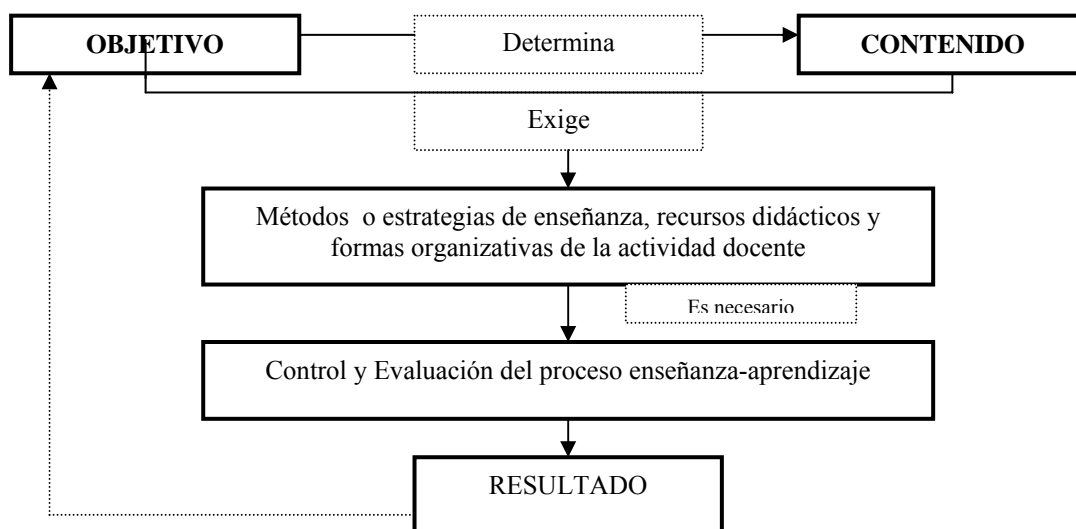 OBJETIVO
Determina
CONTENIDO
Exige
Métodos o estrategias de enseñanza, recursos didácticos y
formas organizativas de la actividad docente
Es necesario
Control y Evaluación del proceso enseñanza-aprendizaje
RESULTADO